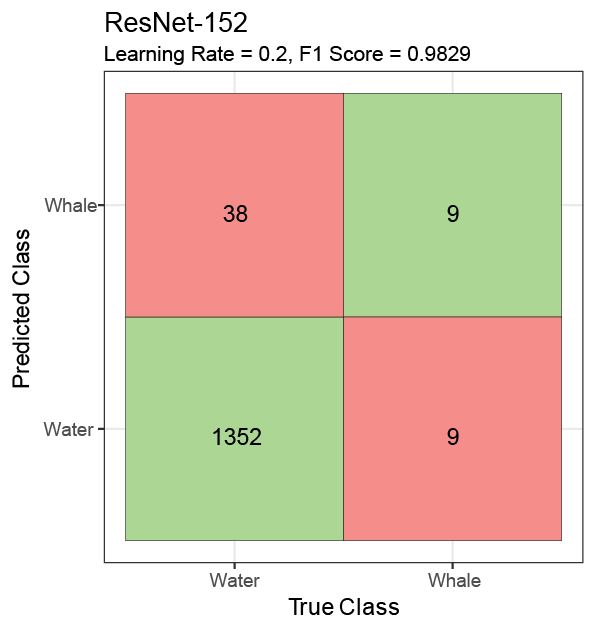 ResNet-152
Learning Rate = 0.2, F1 Score = 0.9829
Predicted Class
Whale
38
9
Water
1352
9
Water
Whale
True Class